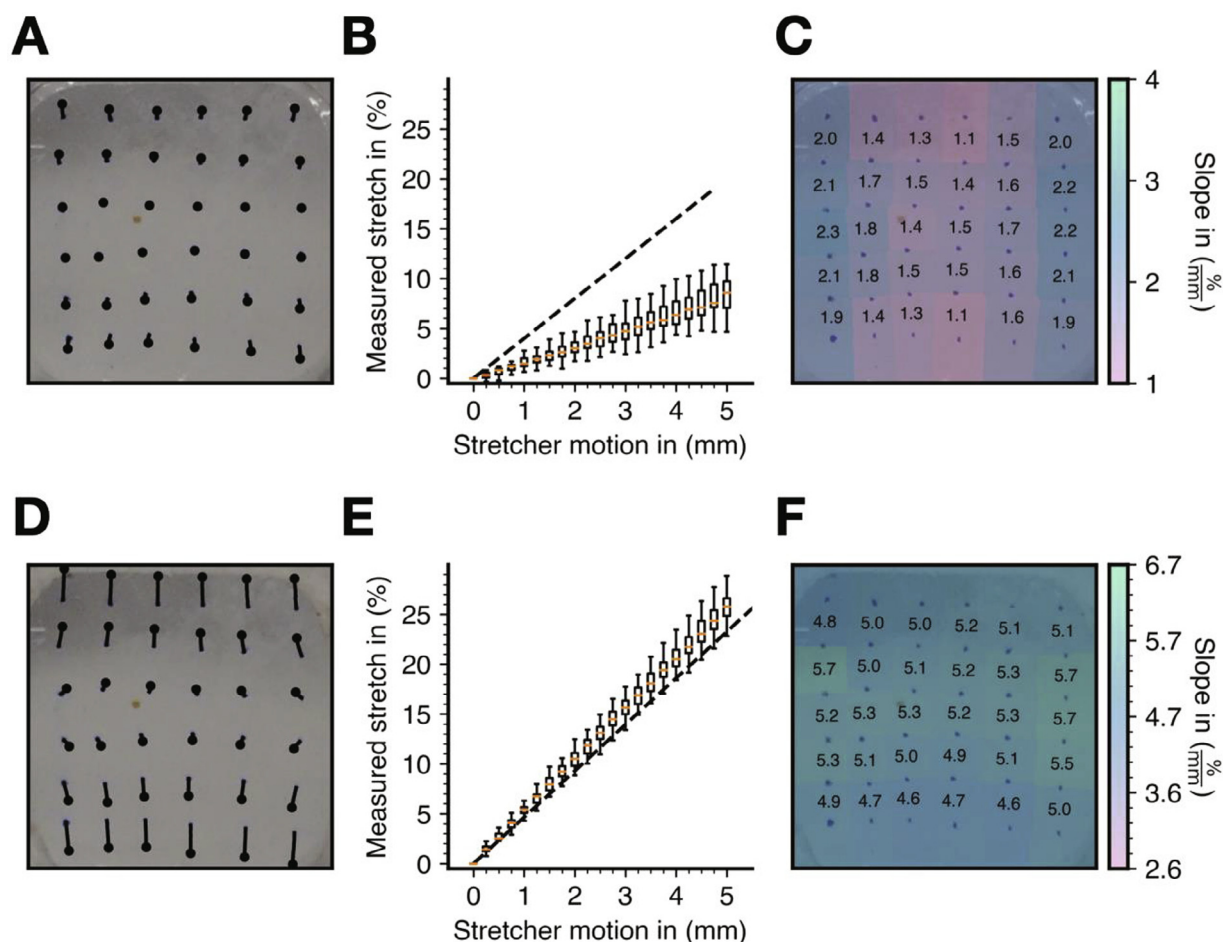 A
B
C
Measured stretch in (%)
25
20
15
10
5
0
0 1 2 3 4 5
Stretcher motion in (mm)
2.0 1.4 1.3 1.1 1.5 2.0
2.1 1.7 1.5 1.4 1.6 2.2
2.3 1.8 1.4 1.5 1.7 2.2
2.1 1.8 1.5 1.5 1.6 2.1
1.9 1.4 1.3 1.1 1.6 1.9
4
3
2
1
Slope in (%/mm)
D
E
F
Measured stretch in (%)
25
20
15
10
5
0
0 1 2 3 4 5
Stretcher motion in (mm)
4.8 5.0 5.0 5.2 5.1 5.1
5.7 5.0 5.1 5.2 5.3 5.7
5.2 5.3 5.3 5.2 5.3 5.7
5.3 5.1 5.0 4.9 5.1 5.5
4.9 4.7 4.6 4.7 4.6 5.0
6.7
5.7
4.7
3.6
2.6
Slope in (%/mm)